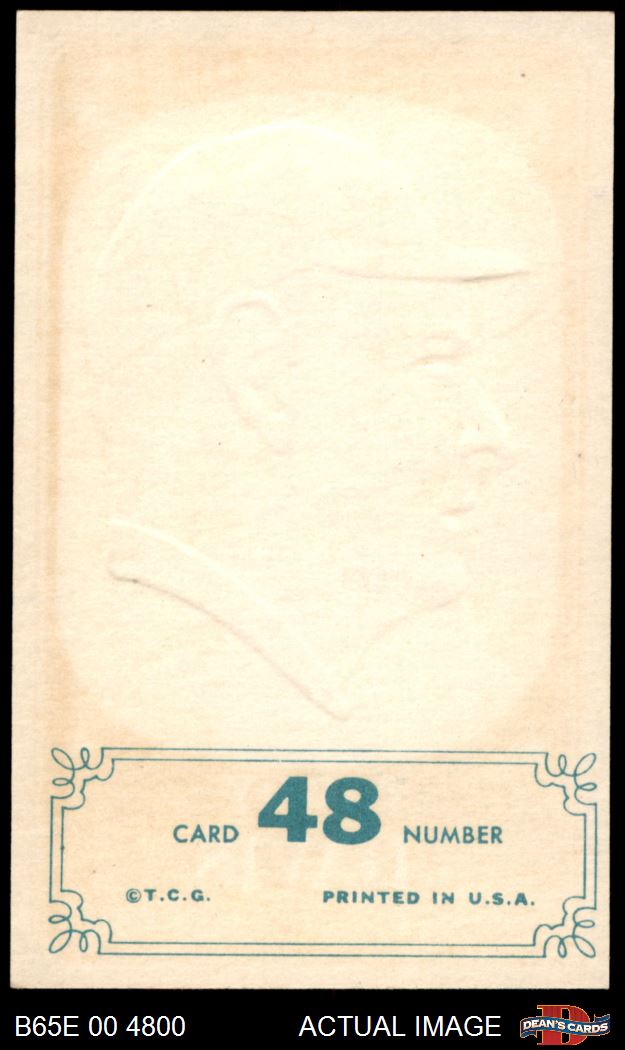 CARD 48 NUMBER
©T.C.G. PRINTED IN U.S.A.
B65E 00 4800 ACTUAL IMAGE DEAN'S CARDS